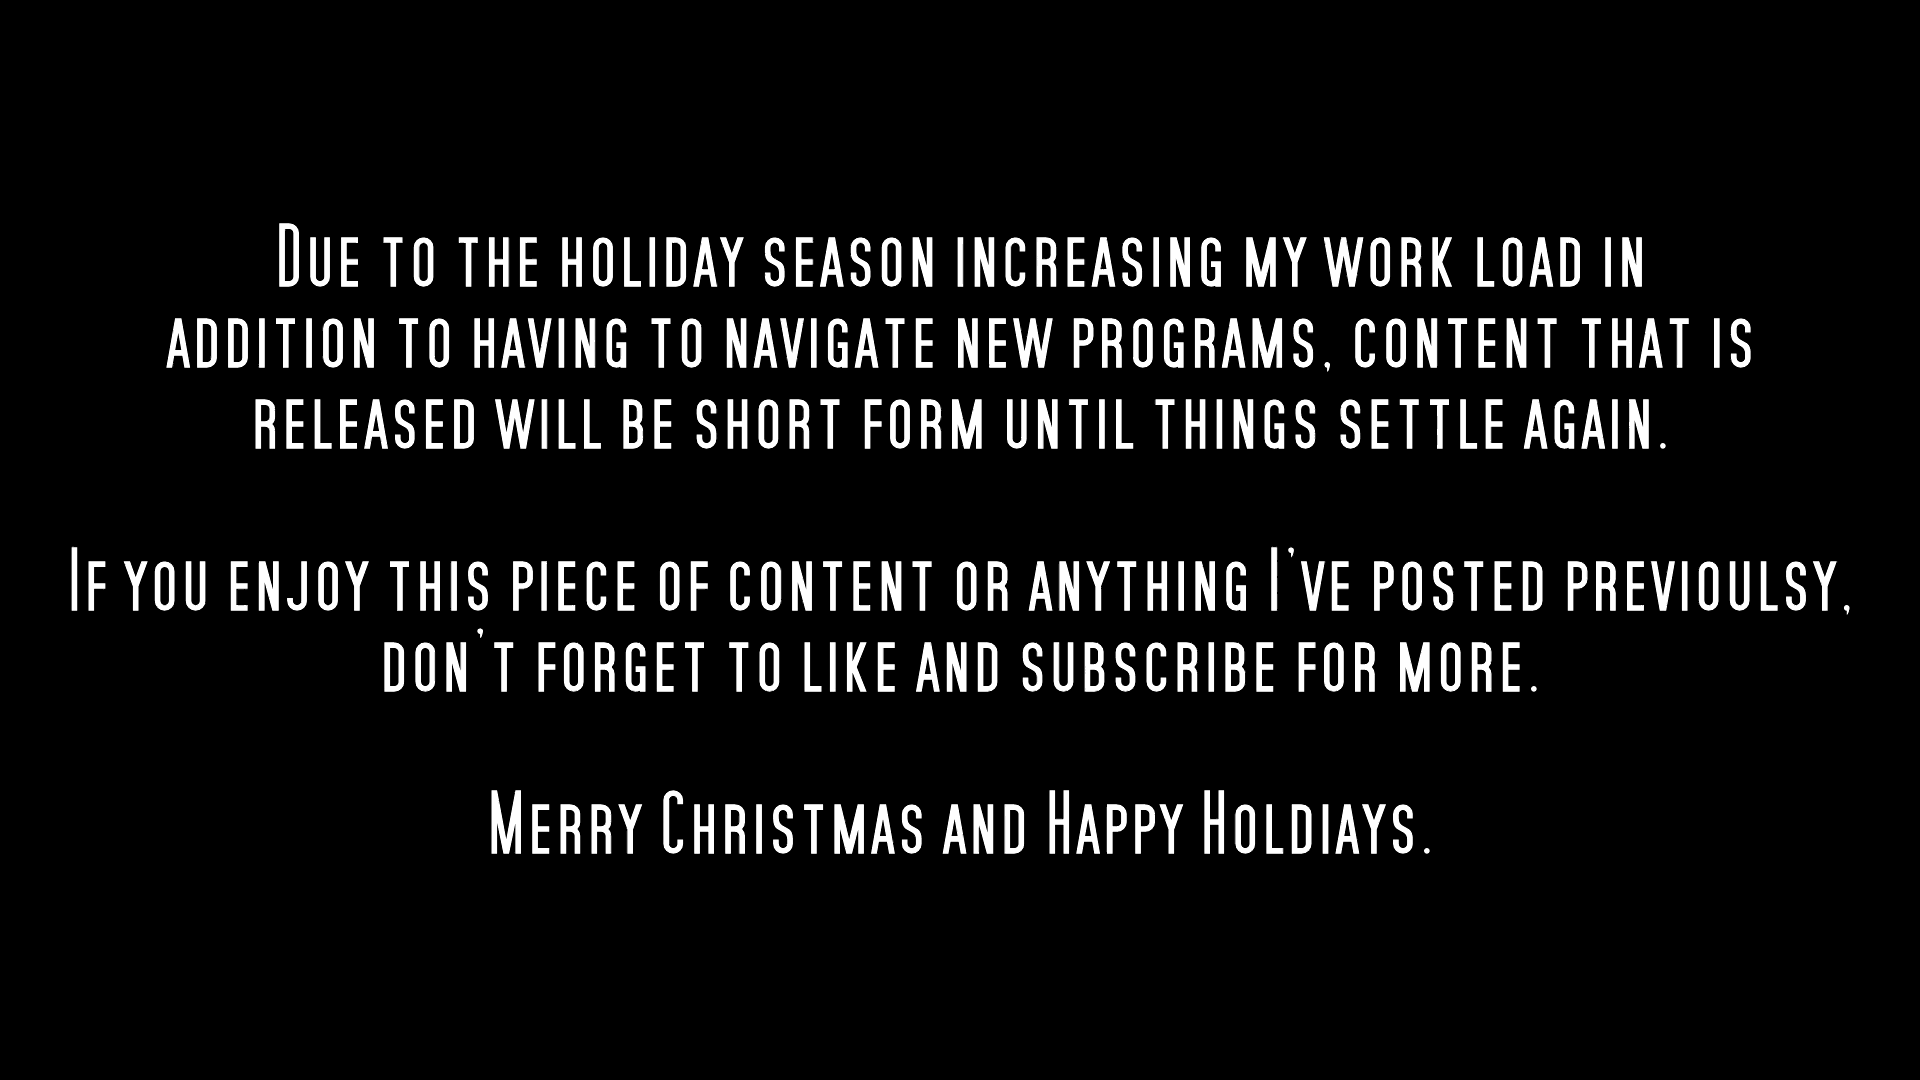 Due to the holiday season increasing my work load in
addition to having to navigate new programs, content that is
released will be short form until things settle again.
If you enjoy this piece of content or anything I've posted previoulsy,
don't forget to like and subscribe for more.
Merry Christmas and Happy Holdiays.